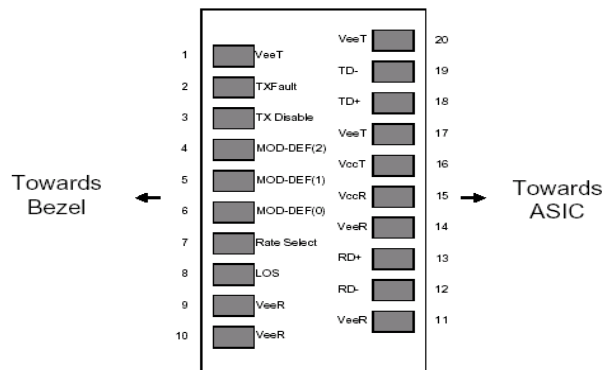 VeeT 20
1 VeeT
TD- 19
2 TXFault
TD+ 18
3 TX Disable
VeeT 17
4 MOD-DEF(2)
VccT 16
5 MOD-DEF(1)
Towards
Bezel
VccR 15
Towards
ASIC
6 MOD-DEF(0)
VeeR 14
7 Rate Select
RD+ 13
8 LOS
RD- 12
9 VeeR
VeeR 11
10 VeeR